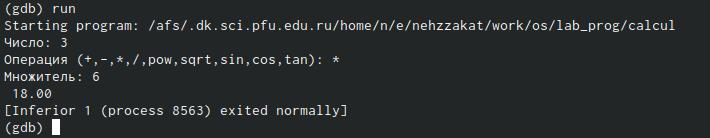 (gdb) run
Starting program: /afs/.dk.sci.pfu.edu.ru/home/n/e/nehzzakat/work/os/lab_prog/calcul
Число: 3
Операция (+,-,*,/,pow,sqrt,sin,cos,tan): *
Множитель: 6
 18.00
[Inferior 1 (process 8563) exited normally]
(gdb)